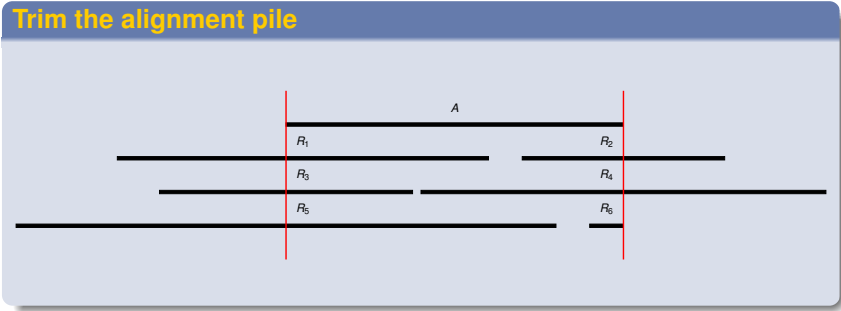 Trim the alignment pile
A
R1 R2
R3 R4
R5 R6